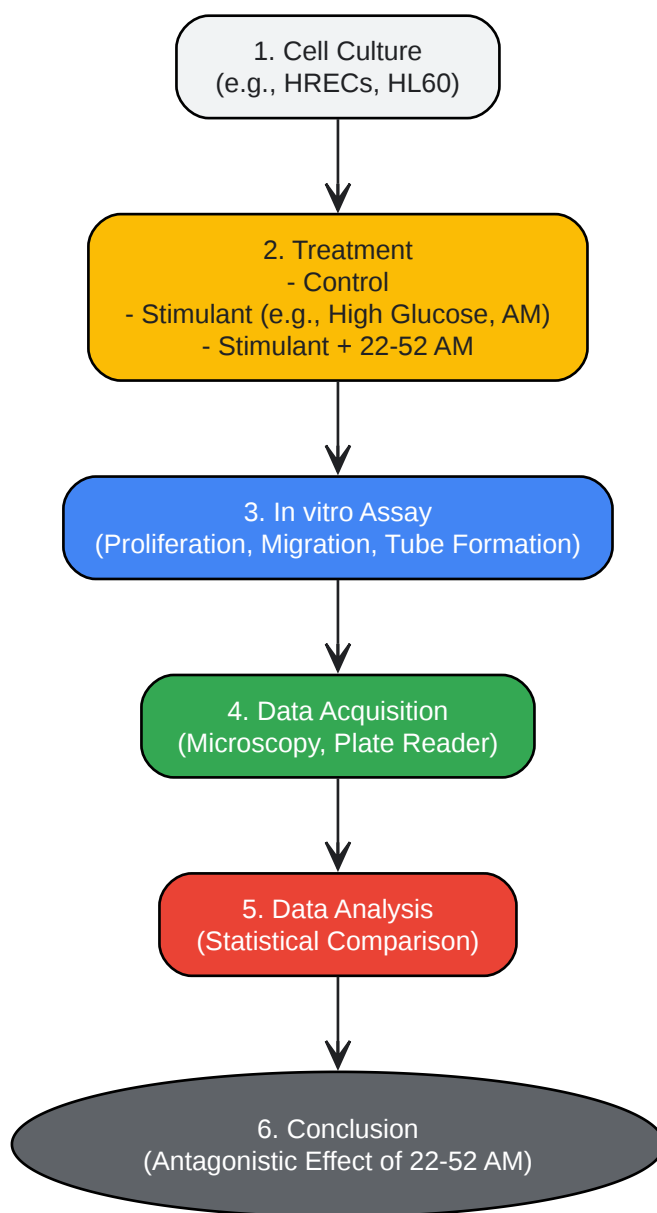 1. Cell Culture
(e.g., HRECs, HL60)
2. Treatment
- Control
- Stimulant (e.g., High Glucose, AM)
- Stimulant + 22-52 AM
3. In vitro Assay
(Proliferation, Migration, Tube Formation)
4. Data Acquisition
(Microscopy, Plate Reader)
5. Data Analysis
(Statistical Comparison)
6. Conclusion
(Antagonistic Effect of 22-52 AM)